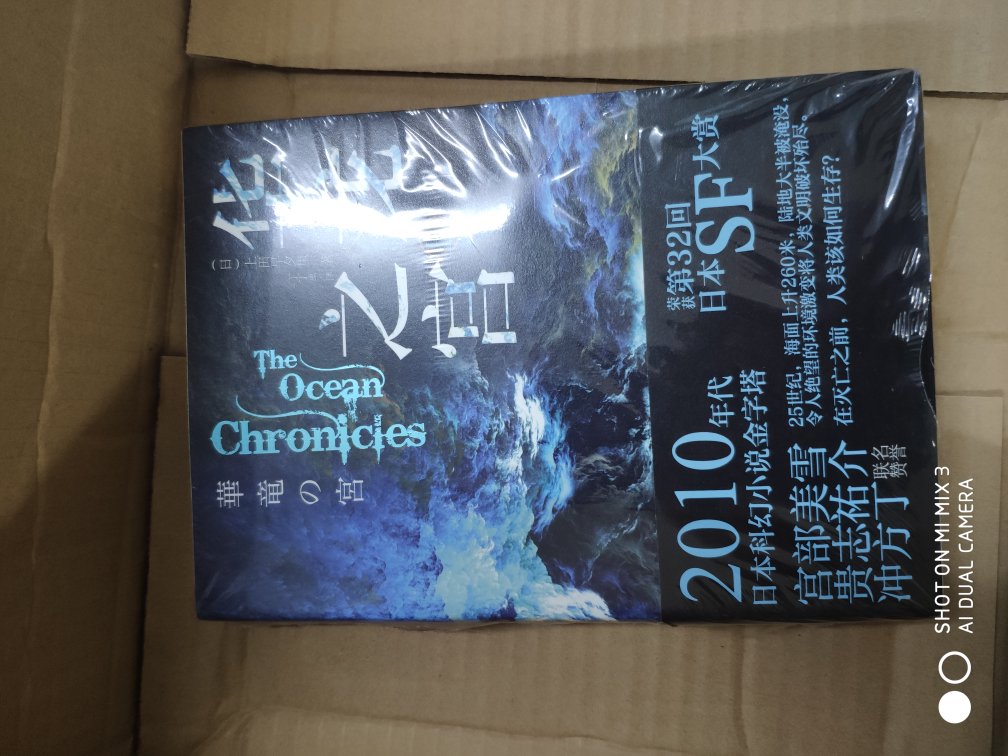 華竜の宮
The
Ocean
Chronicles
华龙
之宫
（日）上田
2010年代
日本科幻小说金字塔
宫部美雪
贵志祐介
冲方丁
联名
赞誉
荣获
第32回
日本SF大赏
25世纪，海面上升260米，陆地大半被淹没，
令人绝望的环境激变将人类文明破坏殆尽。
在灭亡之前，人类该如何生存？
SHOT ON MI MIX 3
AI DUAL CAMERA